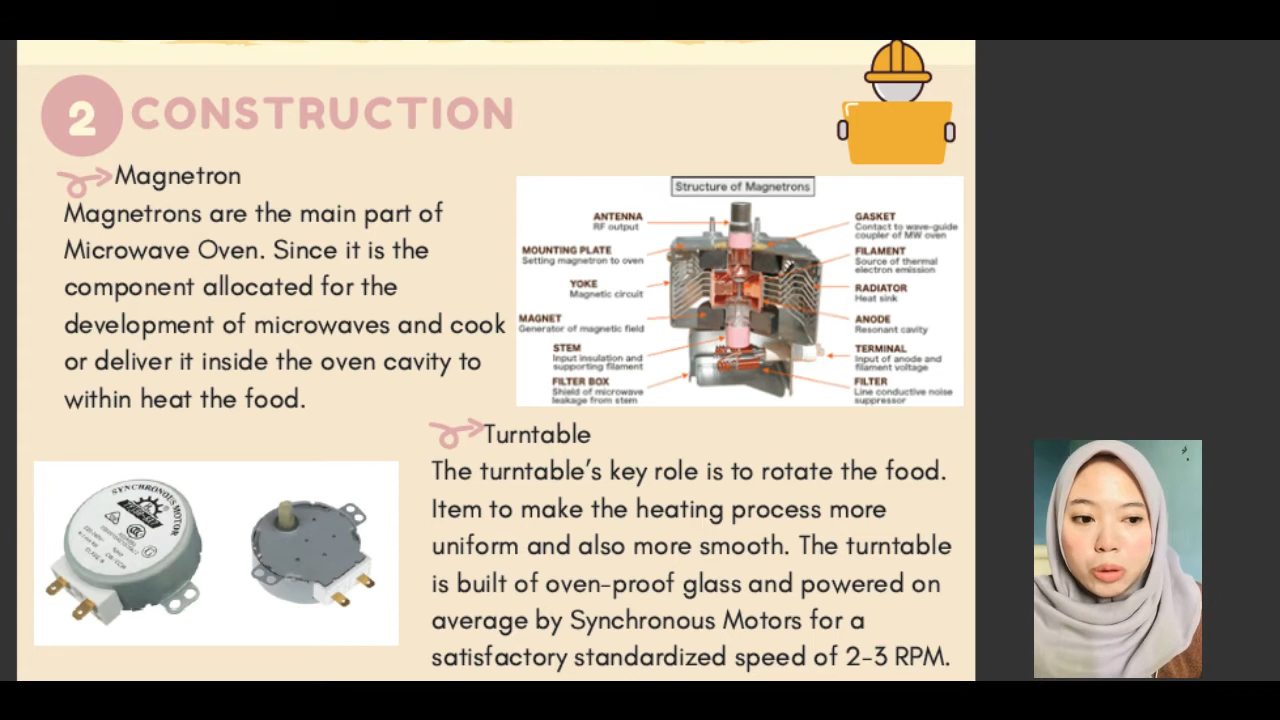 2 CONSTRUCTION
Magnetron
Magnetrons are the main part of
Microwave Oven. Since it is the
component allocated for the
development of microwaves and cook
or deliver it inside the oven cavity to
within heat the food.
Structure of Magnetrons
ANTENNA
RF output
MOUNTING PLATE
Setting magnetron to oven
YOKE
Magnetic circuit
MAGNET
Generator of magnetic field
STEM
Input insulation and
supporting filament
FILTER BOX
Shield of microwave
leakage from stem
GASKET
Contact to wave-guide
coupler of MW oven
FILAMENT
Source of thermal
electron emission
RADIATOR
Heat sink
ANODE
Resonant cavity
TERMINAL
Input of anode and
filament voltage
FILTER
Line conductive noise
suppressor
Turntable
The turntable's key role is to rotate the food.
Item to make the heating process more
uniform and also more smooth. The turntable
is built of oven-proof glass and powered on
average by Synchronous Motors for a
satisfactory standardized speed of 2-3 RPM.
SYNCHRONOUS MOTOR